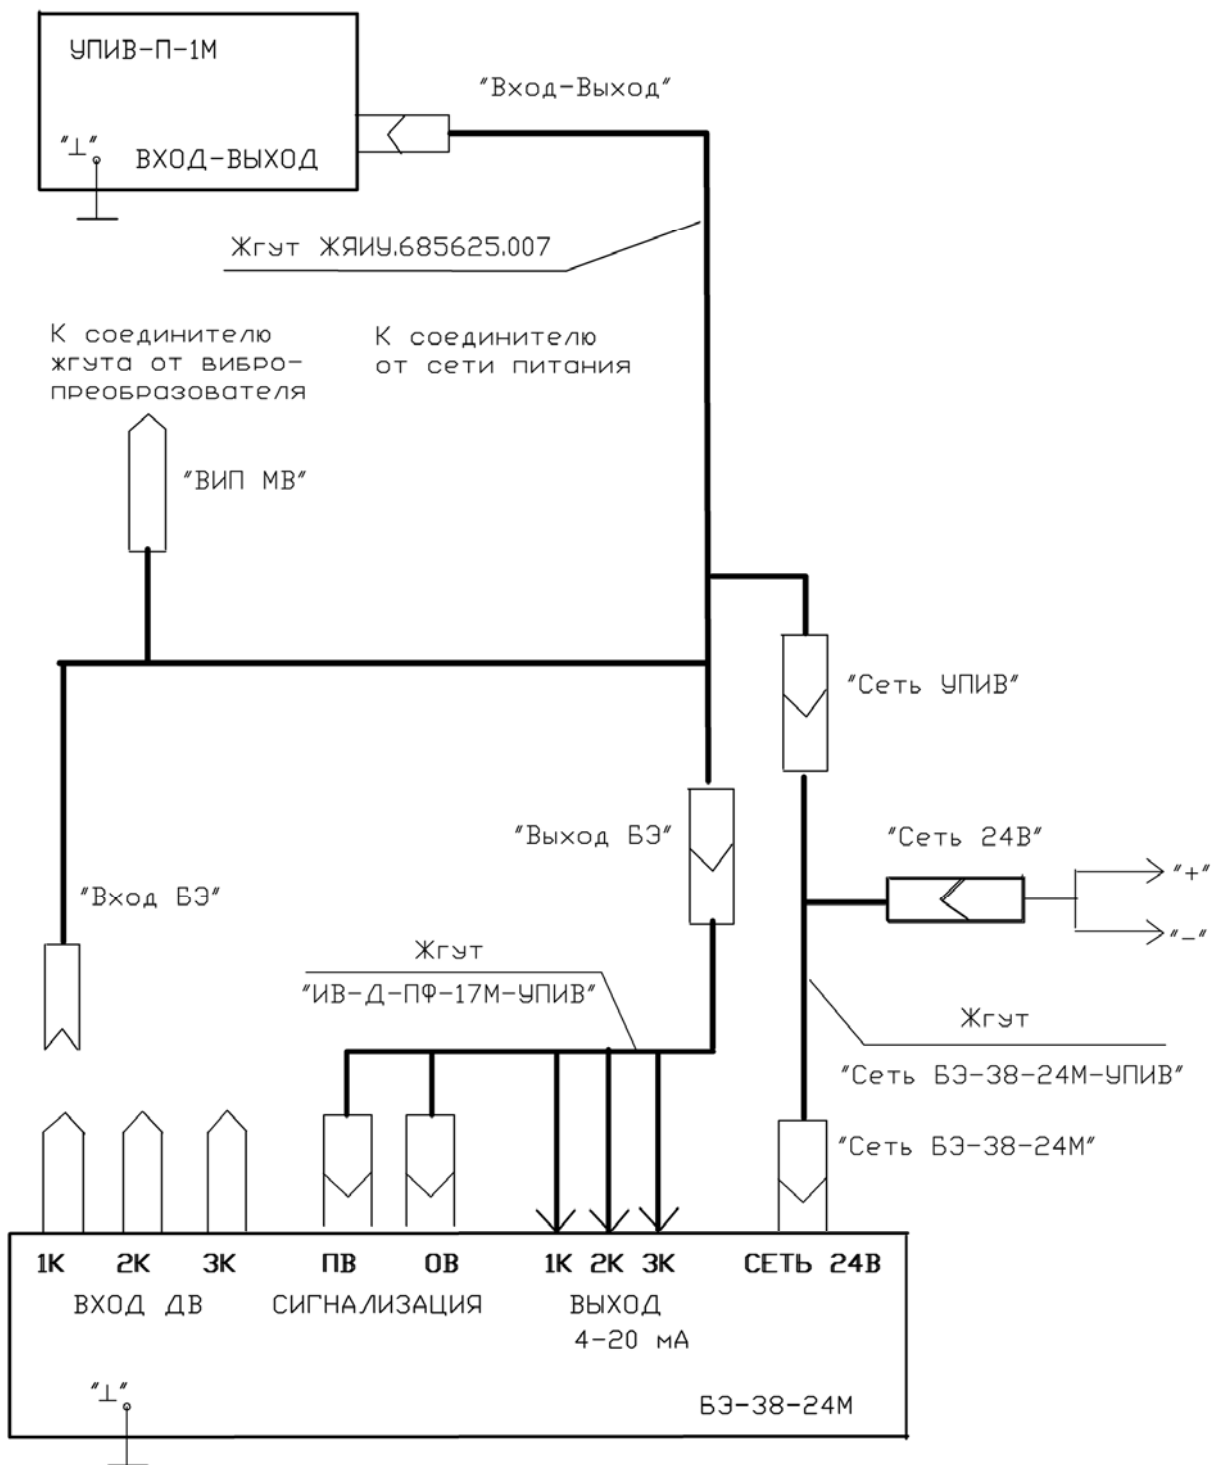 УПИВ-П-1М
"Вход-Выход"
"⊥"
ВХОД-ВЫХОД
Жгут ЖЯИУ.685625.007
К соединителю
жгута от вибро-
преобразователя
К соединителю
от сети питания
"ВИП МВ"
"Сеть УПИВ"
"Выход БЭ"
"Сеть 24В"
"+"
"-"
"Вход БЭ"
Жгут
"ИВ-Д-ПФ-17М-УПИВ"
Жгут
"Сеть БЭ-38-24М-УПИВ"
"Сеть БЭ-38-24М"
1К 2К 3К ПВ ОВ 1К 2К 3К СЕТЬ 24В
ВХОД ДВ СИГНАЛИЗАЦИЯ ВЫХОД
4-20 мА
"⊥"
БЭ-38-24М